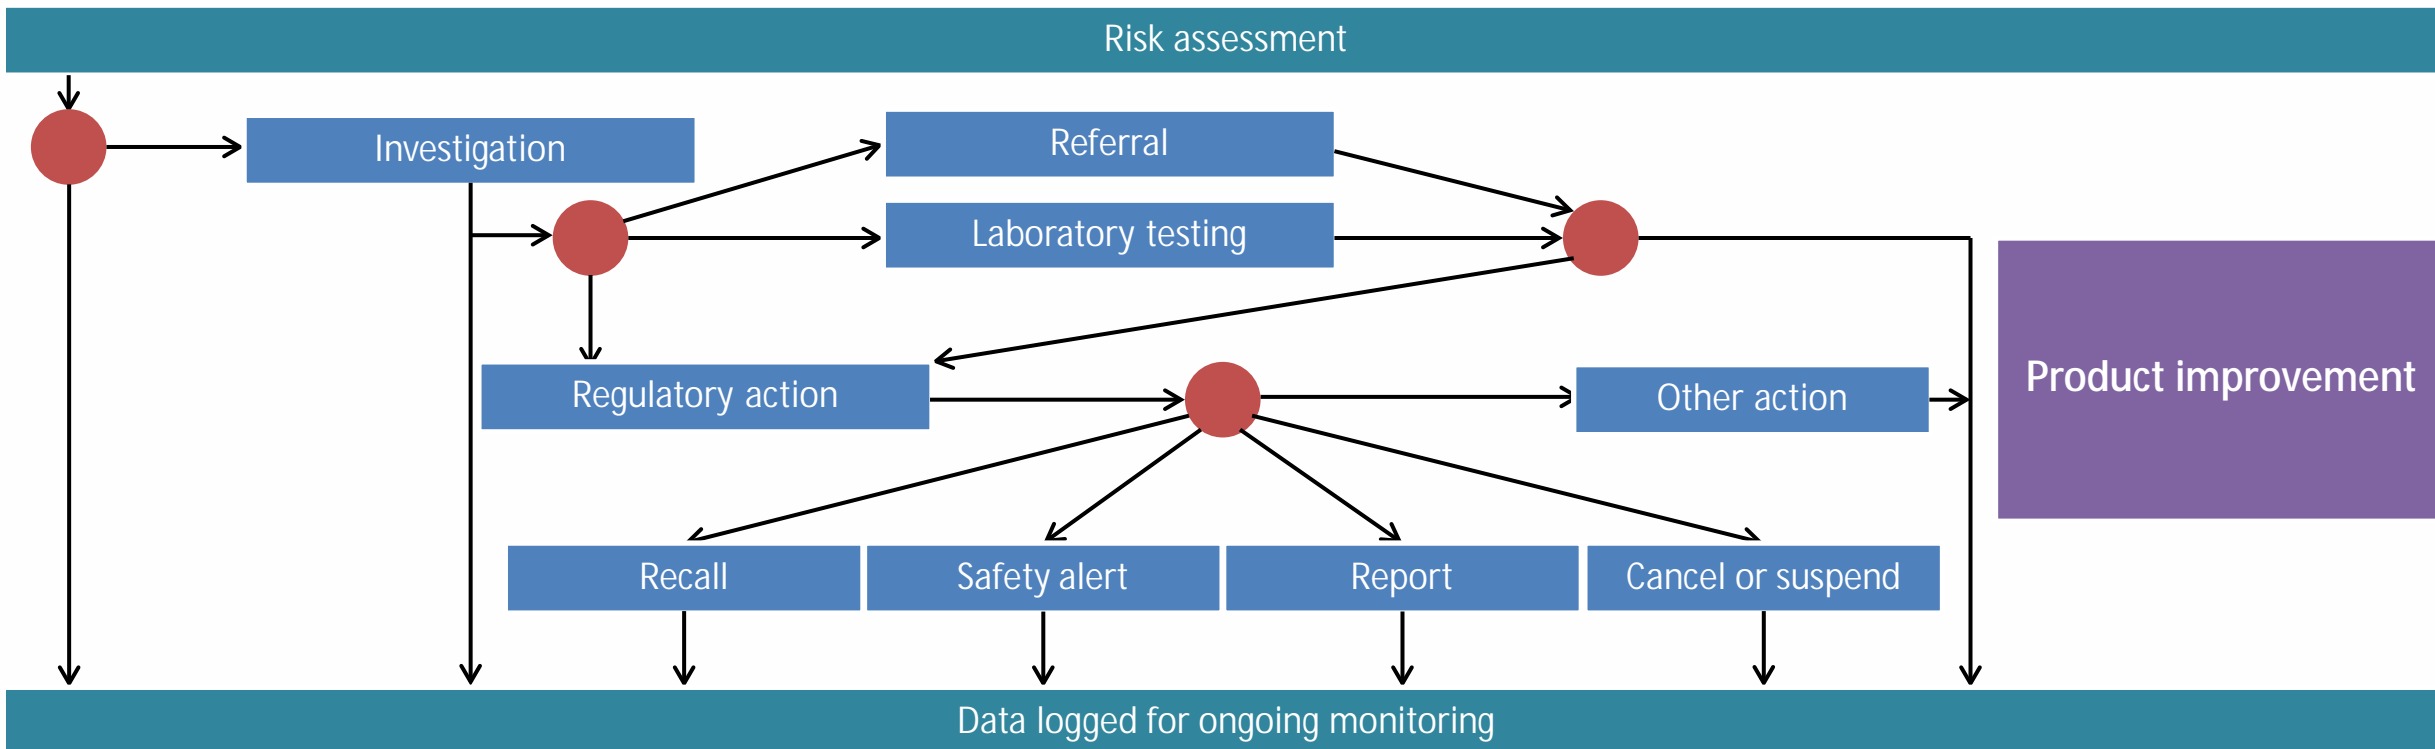 Risk assessment
Investigation
Referral
Laboratory testing
Product improvement
Regulatory action
Other action
Recall
Safety alert
Report
Cancel or suspend
Data logged for ongoing monitoring